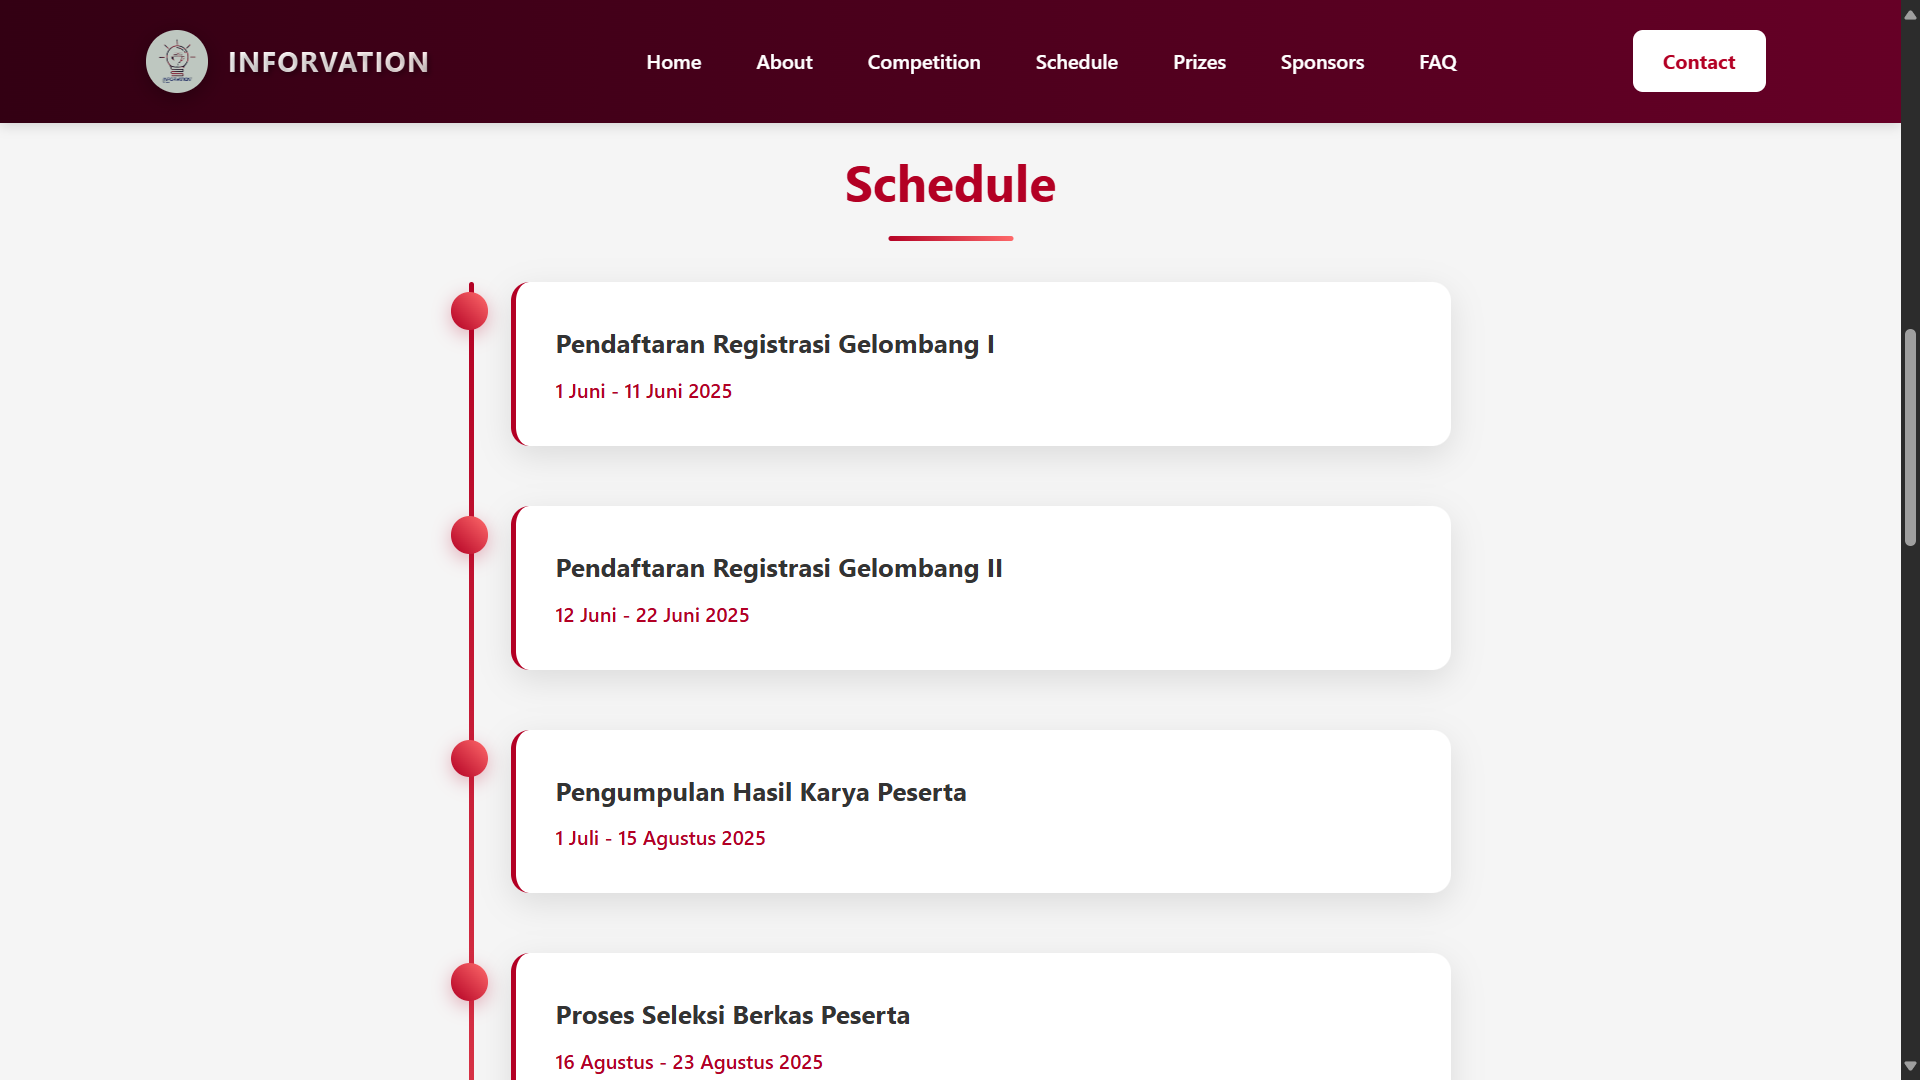 INFORVATION
Home
About
Competition
Schedule
Prizes
Sponsors
FAQ
Contact
Schedule
Pendaftaran Registrasi Gelombang I
1 Juni - 11 Juni 2025
Pendaftaran Registrasi Gelombang II
12 Juni - 22 Juni 2025
Pengumpulan Hasil Karya Peserta
1 Juli - 15 Agustus 2025
Proses Seleksi Berkas Peserta
16 Agustus - 23 Agustus 2025